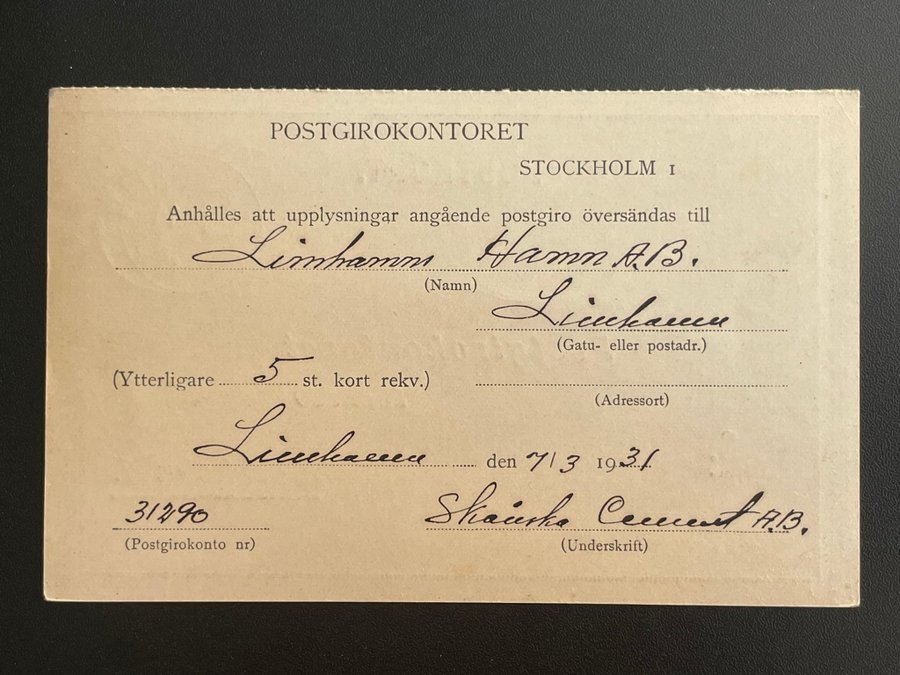 POSTGIROKONTORET
STOCKHOLM 1
Anhålles att upplysningar angående postgiro översändas till
Limhamns Hamn A.B.
(Namn)
Limhamn
(Gatu- eller postadr.)
(Ytterligare 5 st. kort rekv.)
(Adressort)
Limhamn den 7/3 1931
31290 Skånska Cement A.B.
(Postgirokonto nr) (Underskrift)